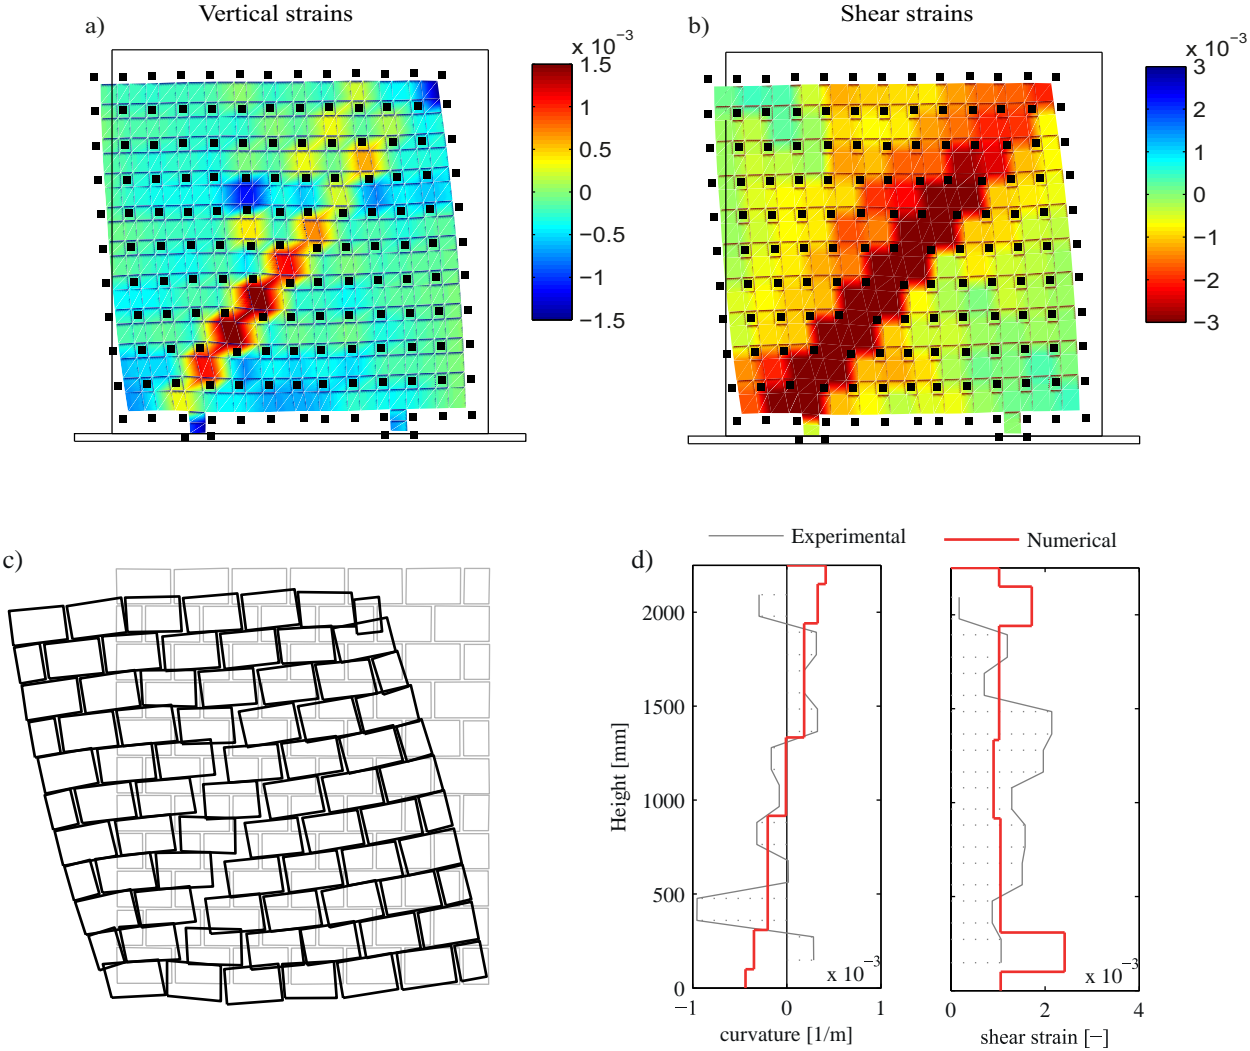 Vertical strains
Shear strains
a)
b)
x 10⁻³
1.5
1
0.5
0
−0.5
−1
−1.5
x 10⁻³
3
2
1
0
−1
−2
−3
c)
d)
Experimental
Numerical
2000
1500
1000
500
0
Height [mm]
−1
0
1
x 10⁻³
curvature [1/m]
0
2
4
x 10⁻³
shear strain [−]